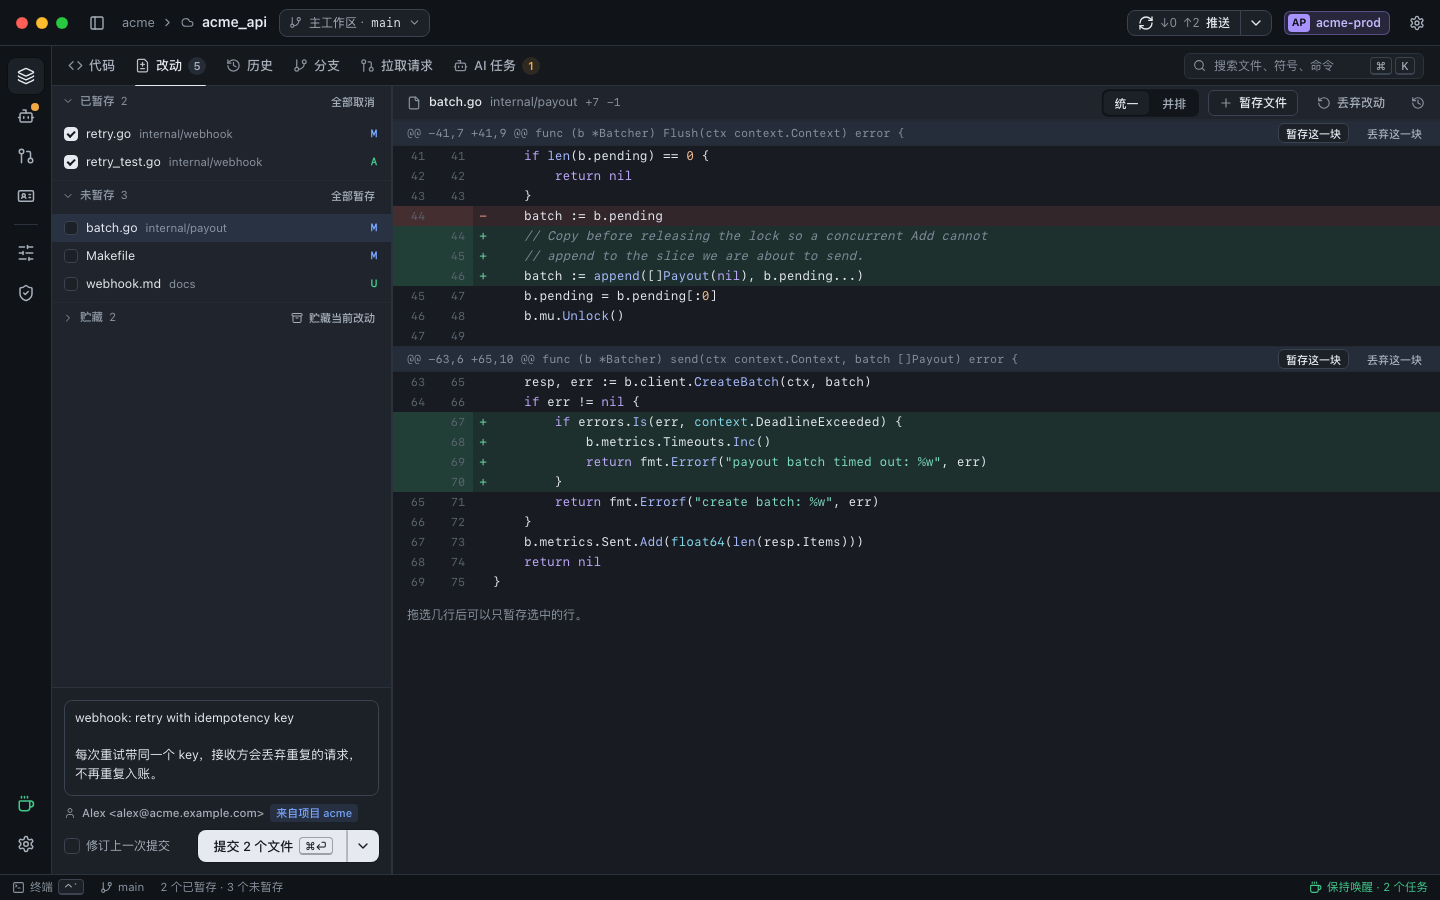 acme › acme_api 主工作区 · main ↓0 ↑2 推送 AP acme-prod
代码 改动 5 历史 分支 拉取请求 AI 任务 1 搜索文件、符号、命令 ⌘ K
已暂存 2 全部取消
retry.go internal/webhook M
retry_test.go internal/webhook A
未暂存 3 全部暂存
batch.go internal/payout M
Makefile M
webhook.md docs U
贮藏 2 贮藏当前改动
webhook: retry with idempotency key
每次重试带同一个 key，接收方会丢弃重复的请求，
不再重复入账。
Alex <alex@acme.example.com> 来自项目 acme
修订上一次提交 提交 2 个文件 ⌘⏎
batch.go internal/payout +7 −1 统一 并排 暂存文件 丢弃改动
@@ −41,7 +41,9 @@ func (b *Batcher) Flush(ctx context.Context) error { 暂存这一块 丢弃这一块
41 41 if len(b.pending) == 0 {
42 42 return nil
43 43 }
44 − batch := b.pending
44 + // Copy before releasing the lock so a concurrent Add cannot
45 + // append to the slice we are about to send.
46 + batch := append([]Payout(nil), b.pending...)
45 47 b.pending = b.pending[:0]
46 48 b.mu.Unlock()
47 49
@@ −63,6 +65,10 @@ func (b *Batcher) send(ctx context.Context, batch []Payout) error { 暂存这一块 丢弃这一块
63 65 resp, err := b.client.CreateBatch(ctx, batch)
64 66 if err != nil {
67 + if errors.Is(err, context.DeadlineExceeded) {
68 + b.metrics.Timeouts.Inc()
69 + return fmt.Errorf("payout batch timed out: %w", err)
70 + }
65 71 return fmt.Errorf("create batch: %w", err)
66 72 }
67 73 b.metrics.Sent.Add(float64(len(resp.Items)))
68 74 return nil
69 75 }
拖选几行后可以只暂存选中的行。
终端 ⌃` main 2 个已暂存 · 3 个未暂存 保持唤醒 · 2 个任务